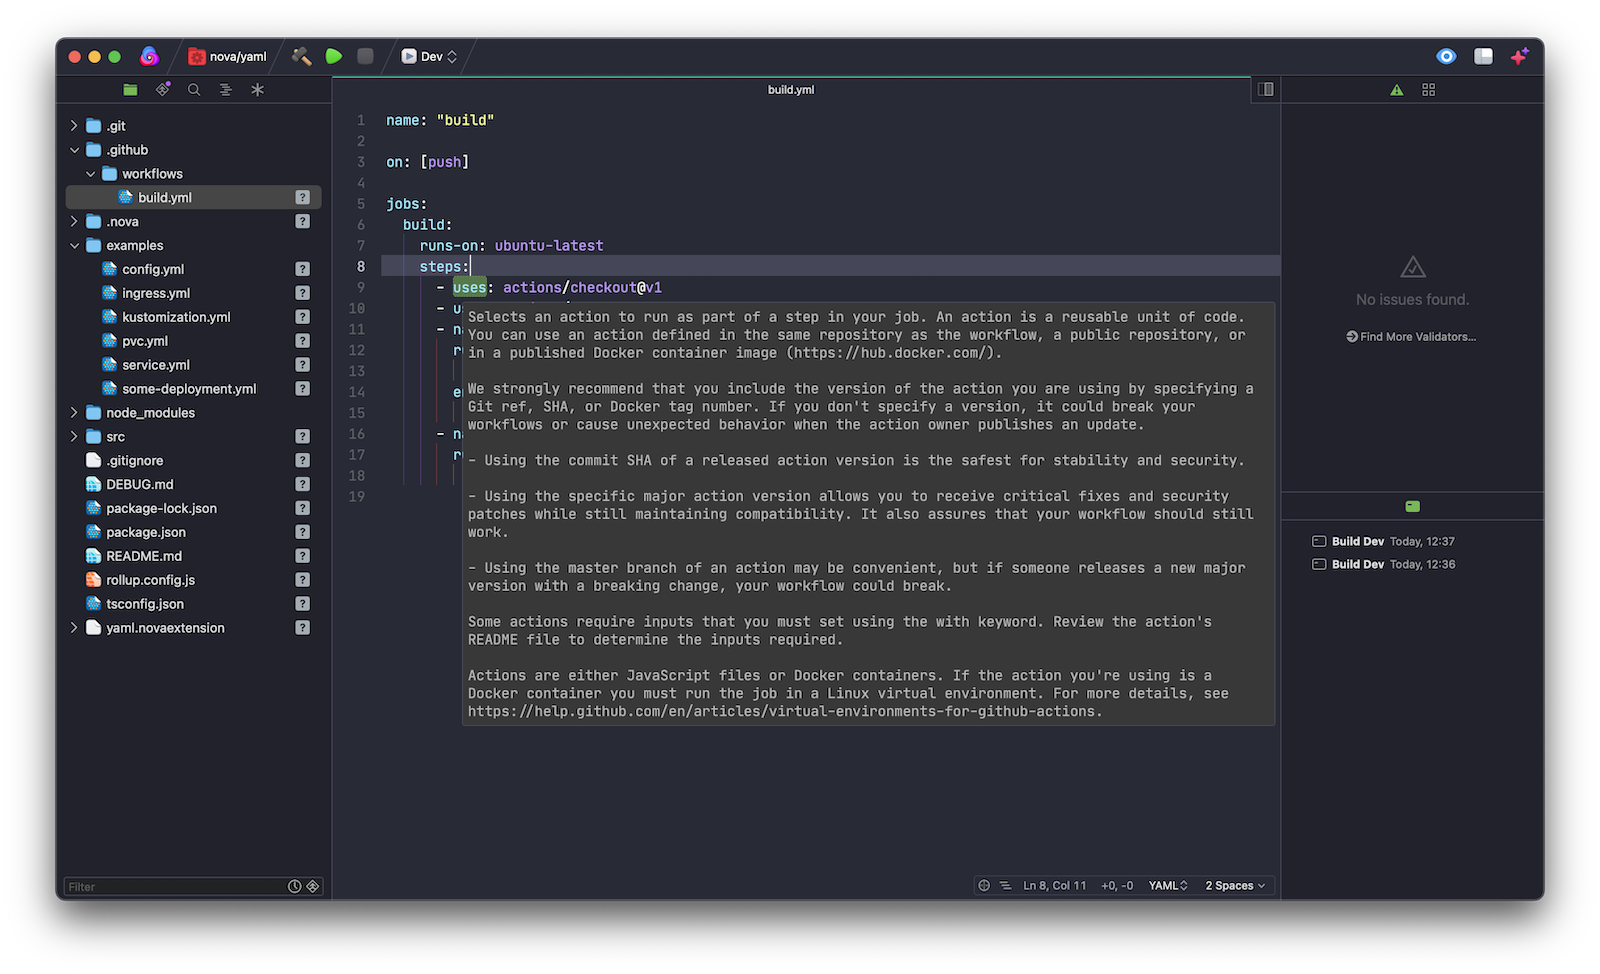 nova/yaml
Dev
build.yml
.git
.github
workflows
build.yml ?
.nova ?
examples
config.yml ?
ingress.yml ?
kustomization.yml ?
pvc.yml ?
service.yml ?
some-deployment.yml ?
node_modules
src ?
.gitignore ?
DEBUG.md ?
package-lock.json ?
package.json ?
README.md ?
rollup.config.js ?
tsconfig.json ?
yaml.novaextension ?
Filter
1 name: "build"
2
3 on: [push]
4
5 jobs:
6 build:
7 runs-on: ubuntu-latest
8 steps:
9 - uses: actions/checkout@v1
10 - u
11 - n
12 r
13
14 e
15
16 - n
17 r
18
19
Selects an action to run as part of a step in your job. An action is a reusable unit of code.
You can use an action defined in the same repository as the workflow, a public repository, or
in a published Docker container image (https://hub.docker.com/).
We strongly recommend that you include the version of the action you are using by specifying a
Git ref, SHA, or Docker tag number. If you don't specify a version, it could break your
workflows or cause unexpected behavior when the action owner publishes an update.
- Using the commit SHA of a released action version is the safest for stability and security.
- Using the specific major action version allows you to receive critical fixes and security
patches while still maintaining compatibility. It also assures that your workflow should still
work.
- Using the master branch of an action may be convenient, but if someone releases a new major
version with a breaking change, your workflow could break.
Some actions require inputs that you must set using the with keyword. Review the action's
README file to determine the inputs required.
Actions are either JavaScript files or Docker containers. If the action you're using is a
Docker container you must run the job in a Linux virtual environment. For more details, see
https://help.github.com/en/articles/virtual-environments-for-github-actions.
Ln 8, Col 11 +0, -0 YAML 2 Spaces
No issues found.
Find More Validators...
Build Dev Today, 12:37
Build Dev Today, 12:36